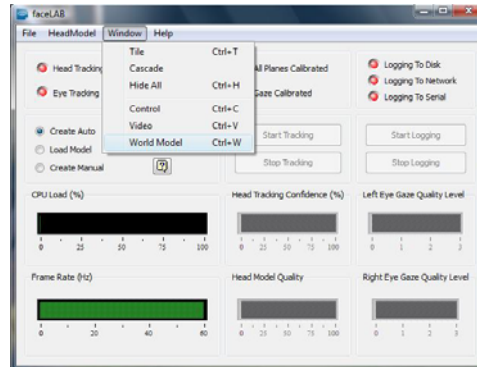 faceLAB
File HeadModel Window Help
Tile Ctrl+T
Cascade
Hide All Ctrl+H
Control Ctrl+C
Video Ctrl+V
World Model Ctrl+W
Head Tracking
Eye Tracking
All Planes Calibrated
Gaze Calibrated
Logging To Disk
Logging To Network
Logging To Serial
Create Auto
Load Model
Create Manual
?
Start Tracking
Stop Tracking
Start Logging
Stop Logging
CPU Load (%)
0 25 50 75 100
Head Tracking Confidence (%)
0 25 50 75 100
Left Eye Gaze Quality Level
0 1 2 3
Frame Rate (Hz)
0 20 40 60
Head Model Quality
0 25 50 75 100
Right Eye Gaze Quality Level
0 1 2 3